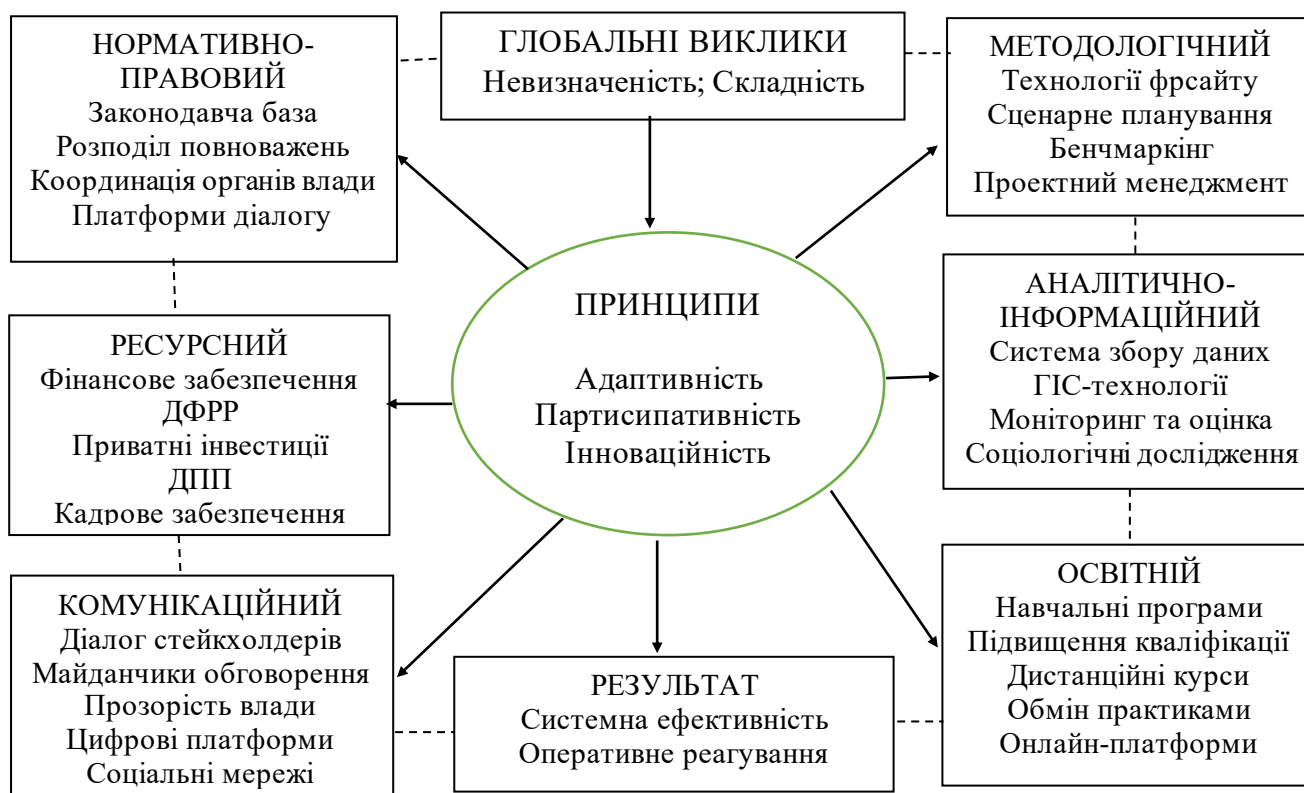 НОРМАТИВНО-
ПРАВОВИЙ
Законодавча база
Розподіл повноважень
Координація органів влади
Платформи діалогу
ГЛОБАЛЬНІ ВИКЛИКИ
Невизначеність; Складність
МЕТОДОЛОГІЧНИЙ
Технології фрсайту
Сценарне планування
Бенчмаркінг
Проектний менеджмент
РЕСУРСНИЙ
Фінансове забезпечення
ДФРР
Приватні інвестиції
ДПП
Кадрове забезпечення
ПРИНЦИПИ
Адаптивність
Партисипативність
Інноваційність
АНАЛІТИЧНО-
ІНФОРМАЦІЙНИЙ
Система збору даних
ГІС-технології
Моніторинг та оцінка
Соціологічні дослідження
КОМУНІКАЦІЙНИЙ
Діалог стейкхолдерів
Майданчики обговорення
Прозорість влади
Цифрові платформи
Соціальні мережі
РЕЗУЛЬТАТ
Системна ефективність
Оперативне реагування
ОСВІТНІЙ
Навчальні програми
Підвищення кваліфікації
Дистанційні курси
Обмін практиками
Онлайн-платформи